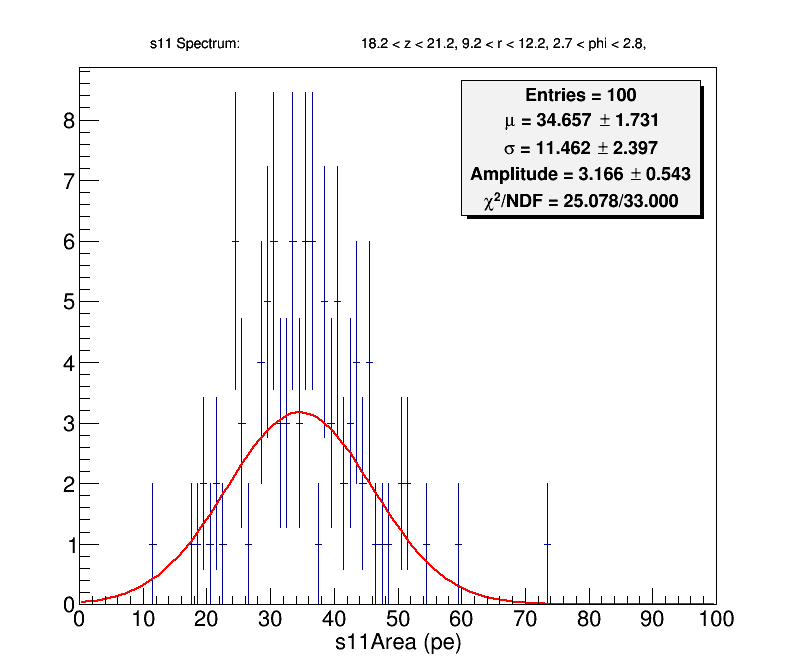 s11 Spectrum: 18.2 < z < 21.2, 9.2 < r < 12.2, 2.7 < phi < 2.8,
Entries = 100
μ = 34.657 ± 1.731
σ = 11.462 ± 2.397
Amplitude = 3.166 ± 0.543
χ²/NDF = 25.078/33.000
8
7
6
5
4
3
2
1
0
0 10 20 30 40 50 60 70 80 90 100
s11Area (pe)